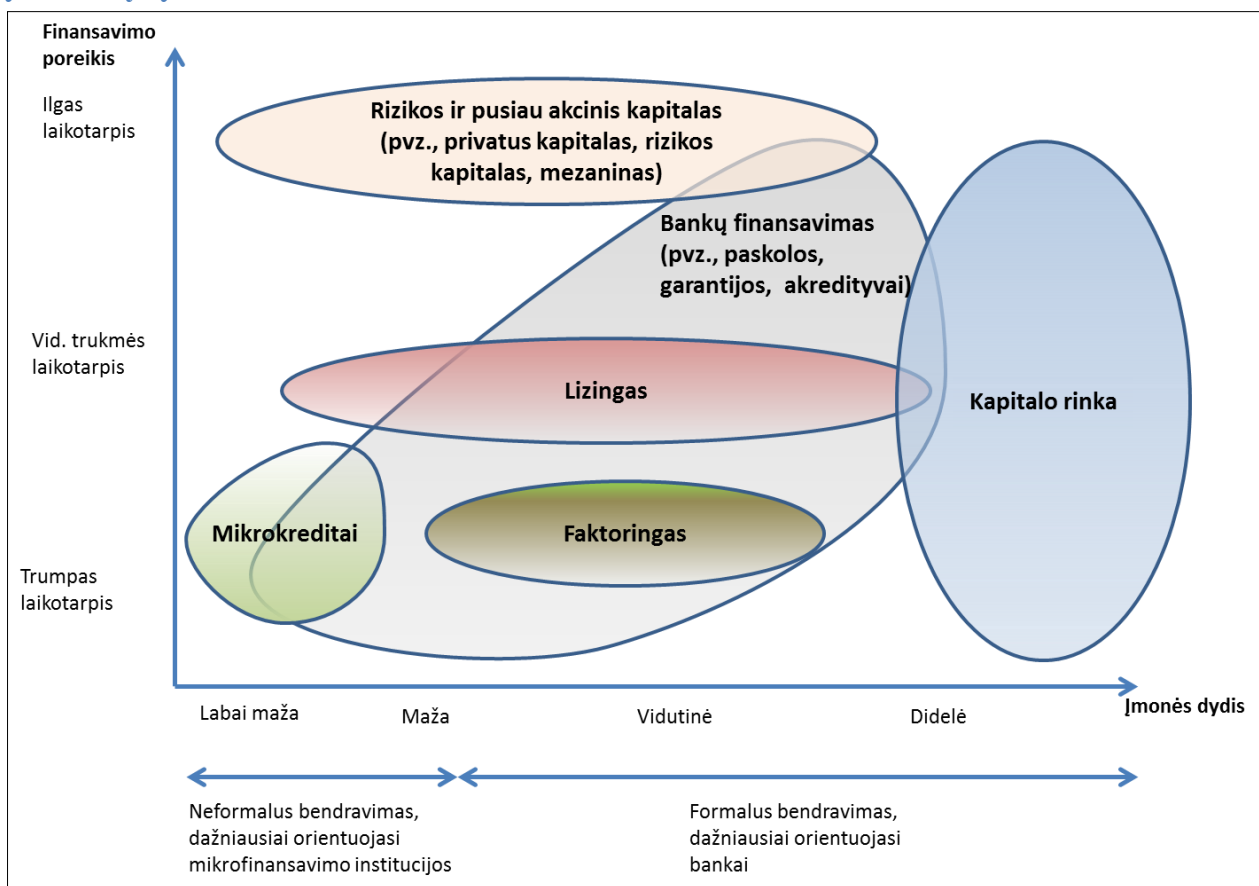 Finansavimo
poreikis
Ilgas
laikotarpis
Rizikos ir pusiau akcinis kapitalas
(pvz., privatus kapitalas, rizikos
kapitalas, mezaninas)
Bankų finansavimas
(pvz., paskolos,
garantijos, akredityvai)
Vid. trukmės
laikotarpis
Lizingas
Kapitalo rinka
Mikrokreditai
Faktoringas
Trumpas
laikotarpis
Labai maža
Maža
Vidutinė
Didelė
Įmonės dydis
Neformalus bendravimas,
dažniausiai orientuojasi
mikrofinansavimo institucijos
Formalus bendravimas,
dažniausiai orientuojasi
bankai